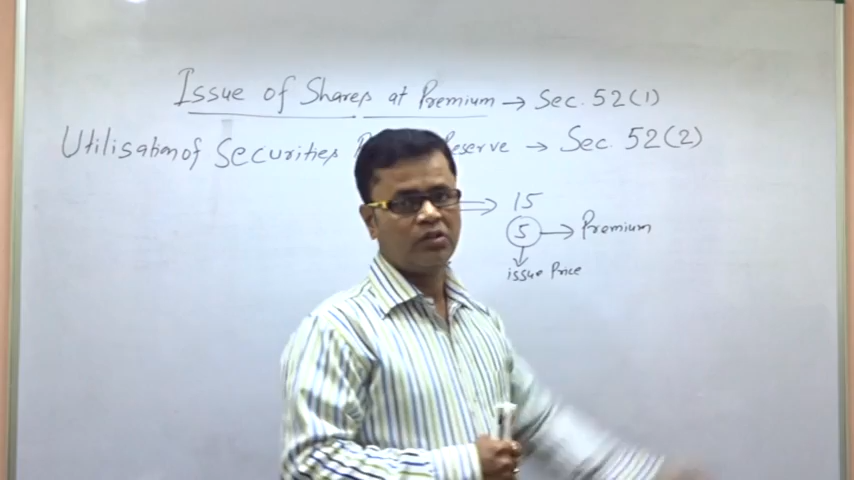 Issue of Shares at Premium → Sec. 52(1)
Utilisation of Securities Reserve → Sec. 52(2)
→ 15
5 → Premium
issue Price